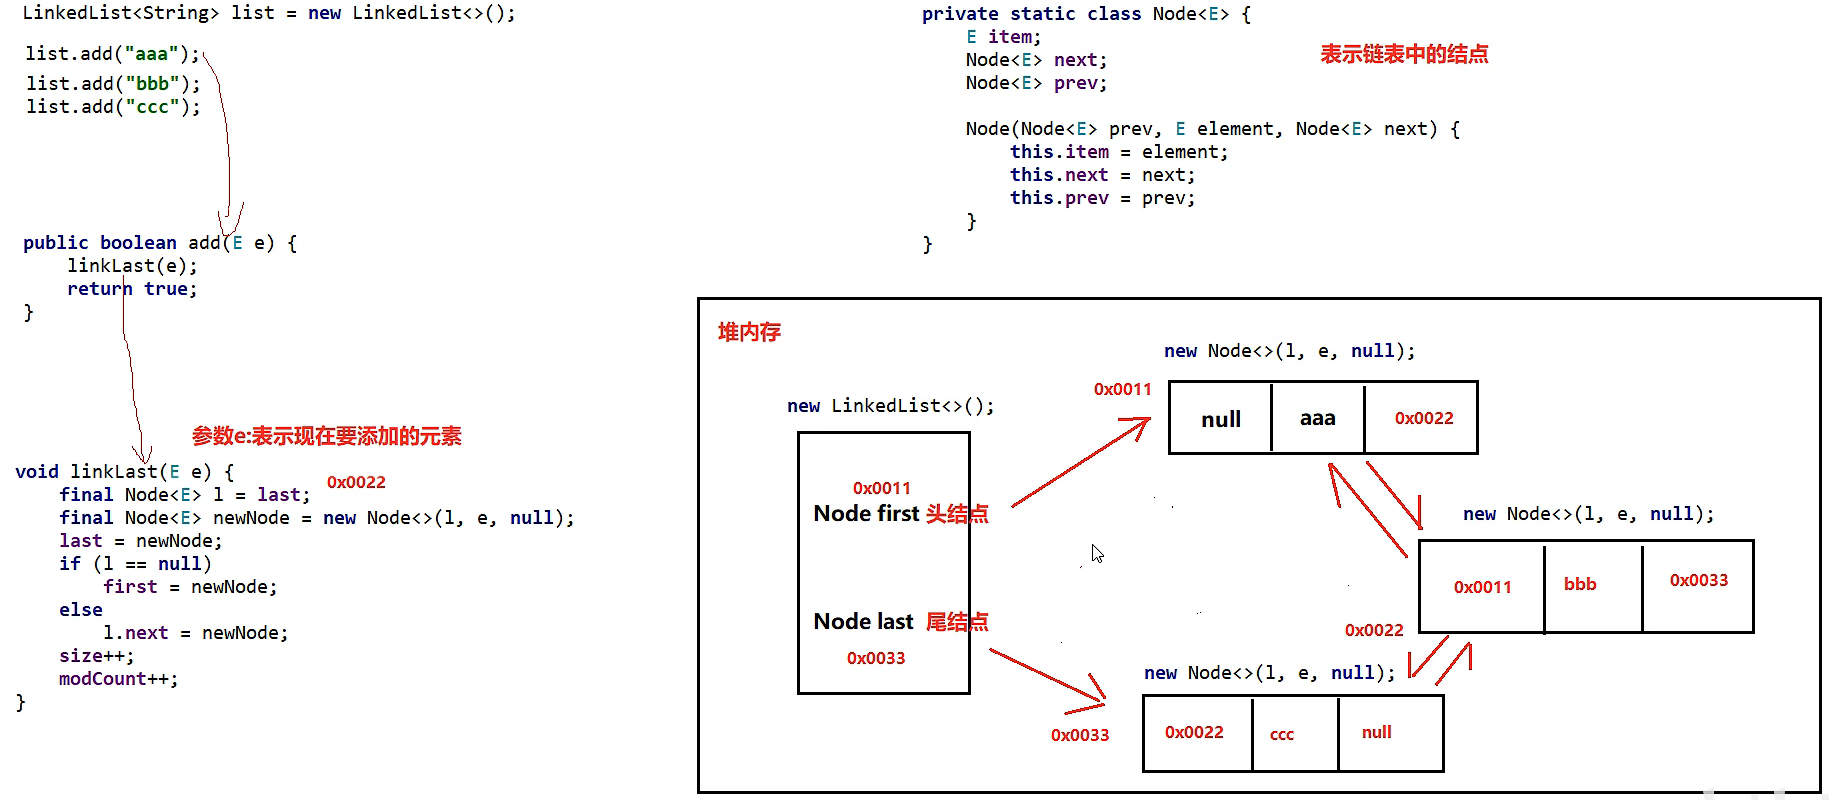 LinkedList<String> list = new LinkedList<>();
list.add("aaa");
list.add("bbb");
list.add("ccc");
public boolean add(E e) {
linkLast(e);
return true;
}
参数e:表示现在要添加的元素
void linkLast(E e) {
final Node<E> l = last;
0x0022
final Node<E> newNode = new Node<>(l, e, null);
last = newNode;
if (l == null)
first = newNode;
else
l.next = newNode;
size++;
modCount++;
}
private static class Node<E> {
E item;
Node<E> next;
Node<E> prev;
表示链表中的结点
Node(Node<E> prev, E element, Node<E> next) {
this.item = element;
this.next = next;
this.prev = prev;
}
}
堆内存
new LinkedList<>();
0x0011
Node first 头结点
Node last 尾结点
0x0033
new Node<>(l, e, null);
0x0011
null aaa 0x0022
new Node<>(l, e, null);
0x0011 bbb 0x0033
0x0022
new Node<>(l, e, null);
0x0033
0x0022 ccc null